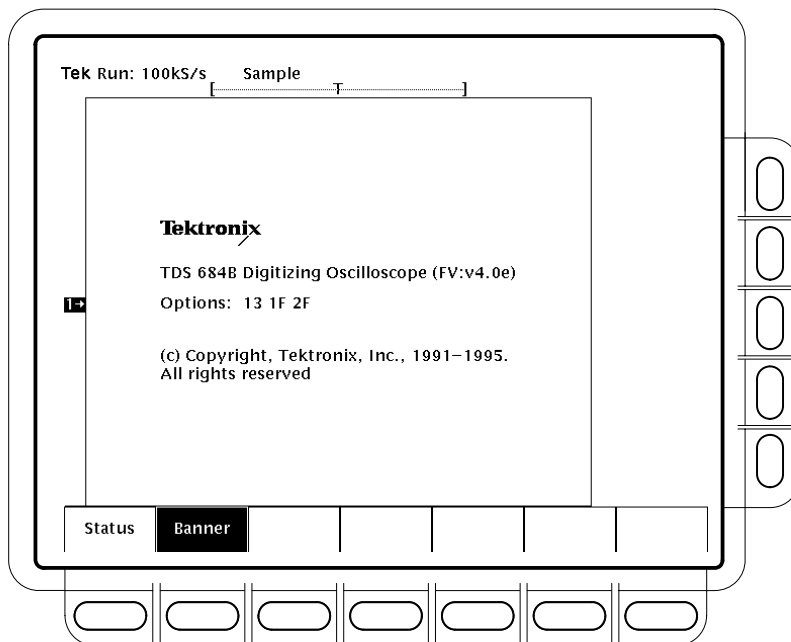 Tek Run: 100kS/s Sample
[ T ]
Tektronix
TDS 684B Digitizing Oscilloscope (FV:v4.0e)
1→
Options: 13 1F 2F
(c) Copyright, Tektronix, Inc., 1991–1995.
All rights reserved
Status Banner